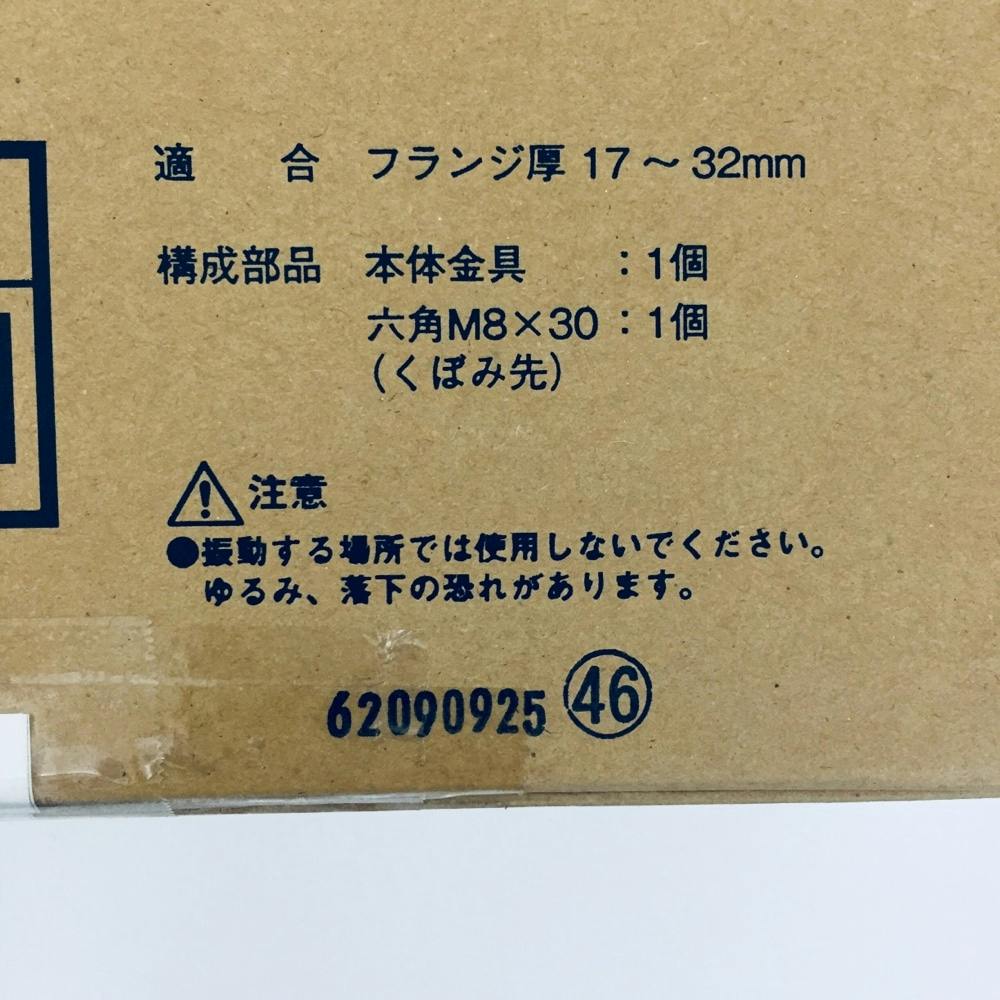 適　合 フランジ厚 17～32mm
構成部品 本体金具 ：1個
六角M8×30：1個
(くぼみ先)
注意
●振動する場所では使用しないでください。
ゆるみ、落下の恐れがあります。
62090925 ㊻